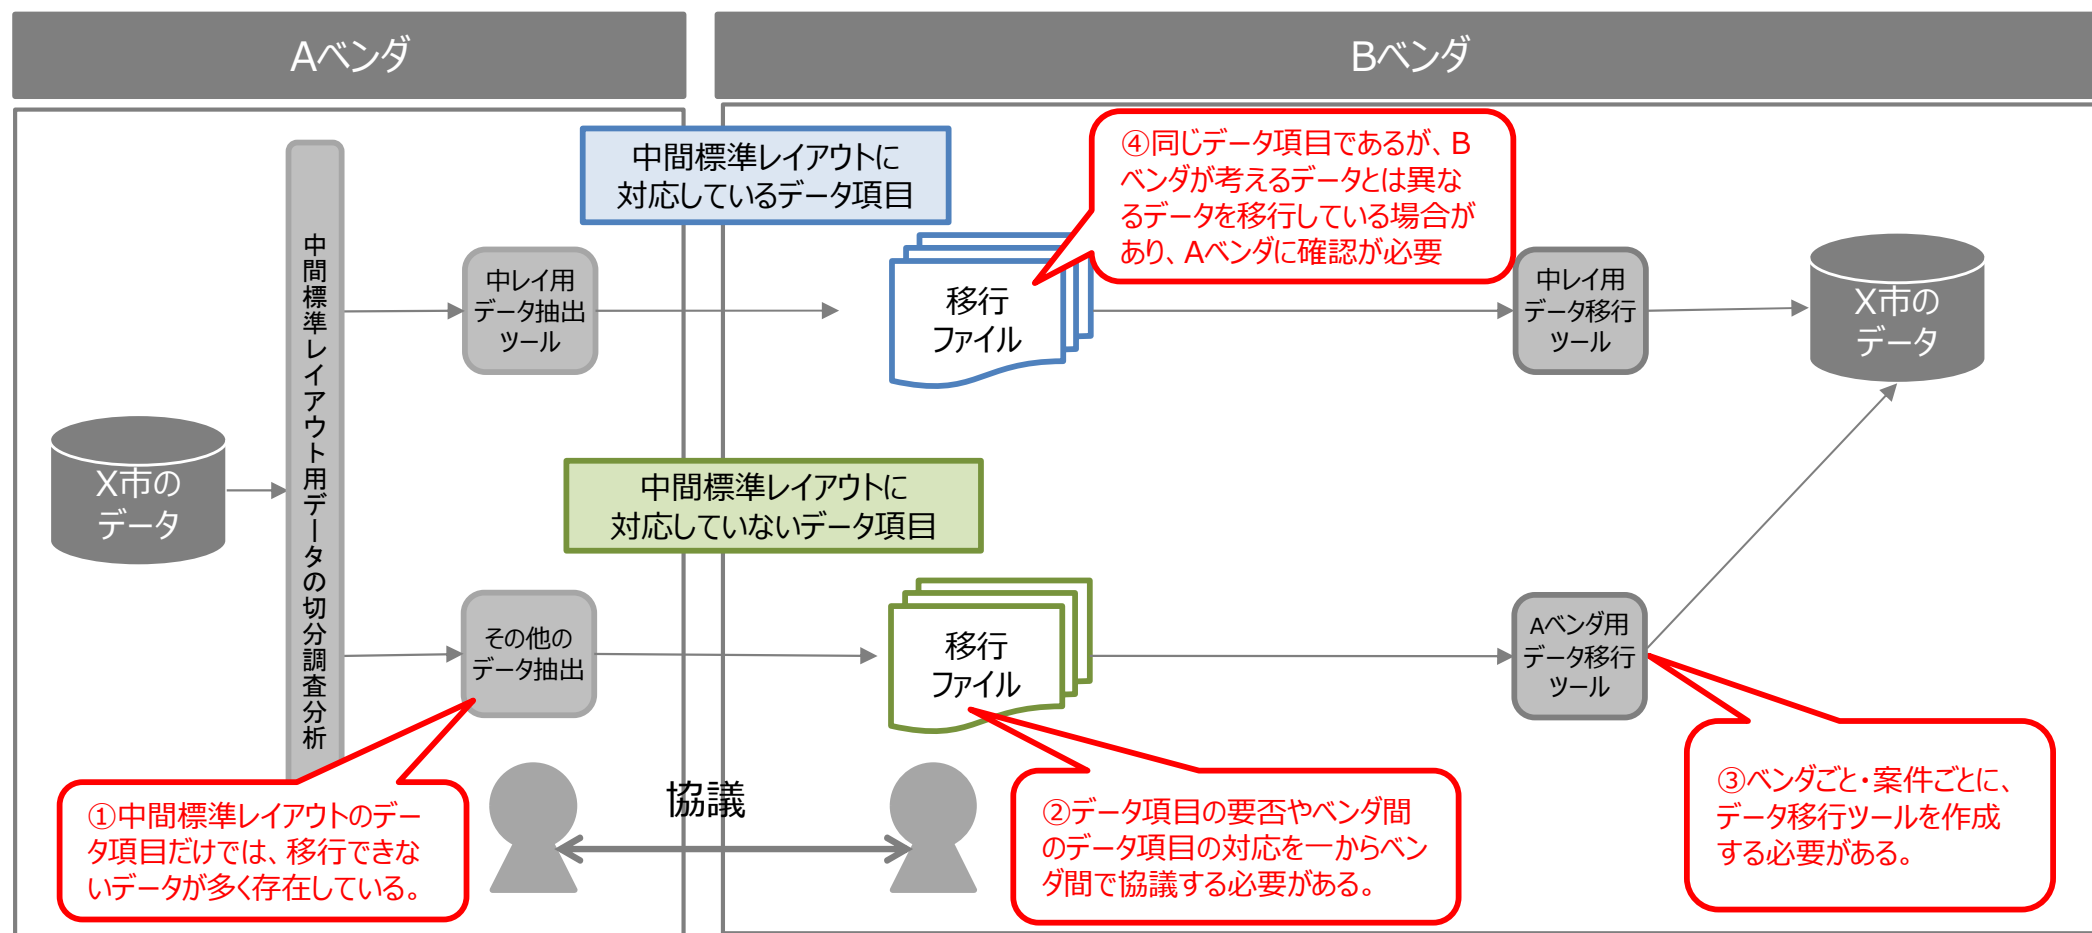 Aベンダ
Bベンダ
中間標準レイアウトに
対応しているデータ項目
④同じデータ項目であるが、B
ベンダが考えるデータとは異な
るデータを移行している場合が
あり、Aベンダに確認が必要
中間標準レイアウト用データの切分調査分析
中レイ用
データ抽出
ツール
移行
ファイル
中レイ用
データ移行
ツール
X市の
データ
X市の
データ
中間標準レイアウトに
対応していないデータ項目
その他の
データ抽出
移行
ファイル
Aベンダ用
データ移行
ツール
①中間標準レイアウトのデー
タ項目だけでは、移行できな
いデータが多く存在している。
協議
②データ項目の要否やベンダ間
のデータ項目の対応を一からベン
ダ間で協議する必要がある。
③ベンダごと・案件ごとに、
データ移行ツールを作成
する必要がある。